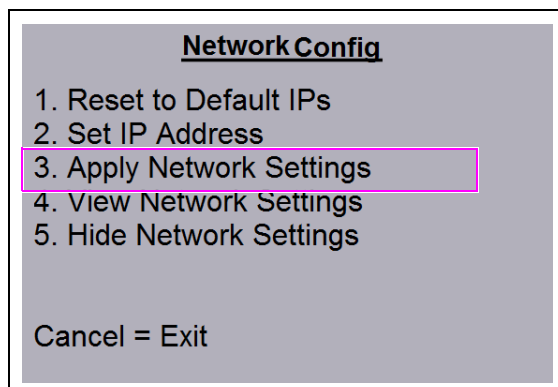 Network Config
1. Reset to Default IPs
2. Set IP Address
3. Apply Network Settings
4. View Network Settings
5. Hide Network Settings
Cancel = Exit